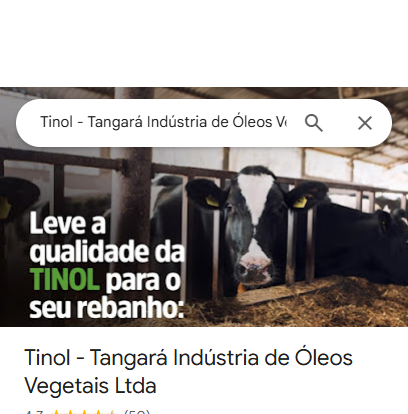 Tinol - Tangará Indústria de Óleos Ve
Leve a
qualidade da
TINOL para o
seu rebanho:
Tinol - Tangará Indústria de Óleos
Vegetais Ltda